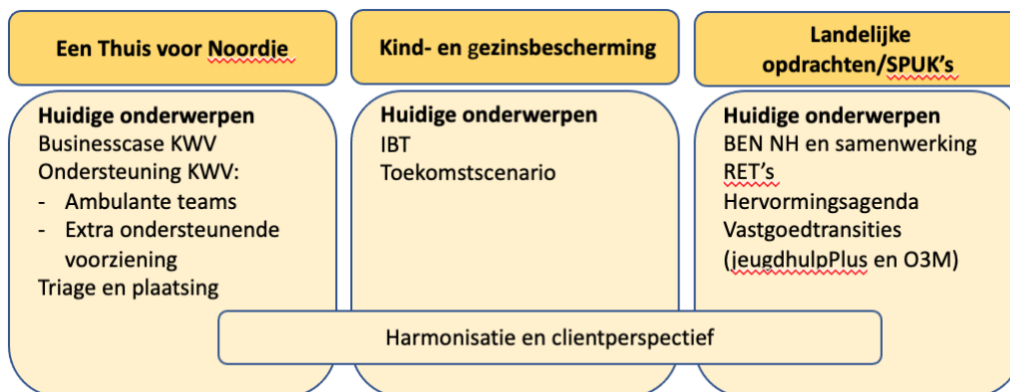 Een Thuis voor Noordje
Huidige onderwerpen
Businesscase KWV
Ondersteuning KWV:
- Ambulante teams
- Extra ondersteunende
voorziening
Triage en plaatsing
Kind- en gezinsbescherming
Huidige onderwerpen
IBT
Toekomstscenario
Landelijke
opdrachten/SPUK's
Huidige onderwerpen
BEN NH en samenwerking
RET's
Hervormingsagenda
Vastgoedtransities
(jeugdhulpPlus en O3M)
Harmonisatie en clientperspectief